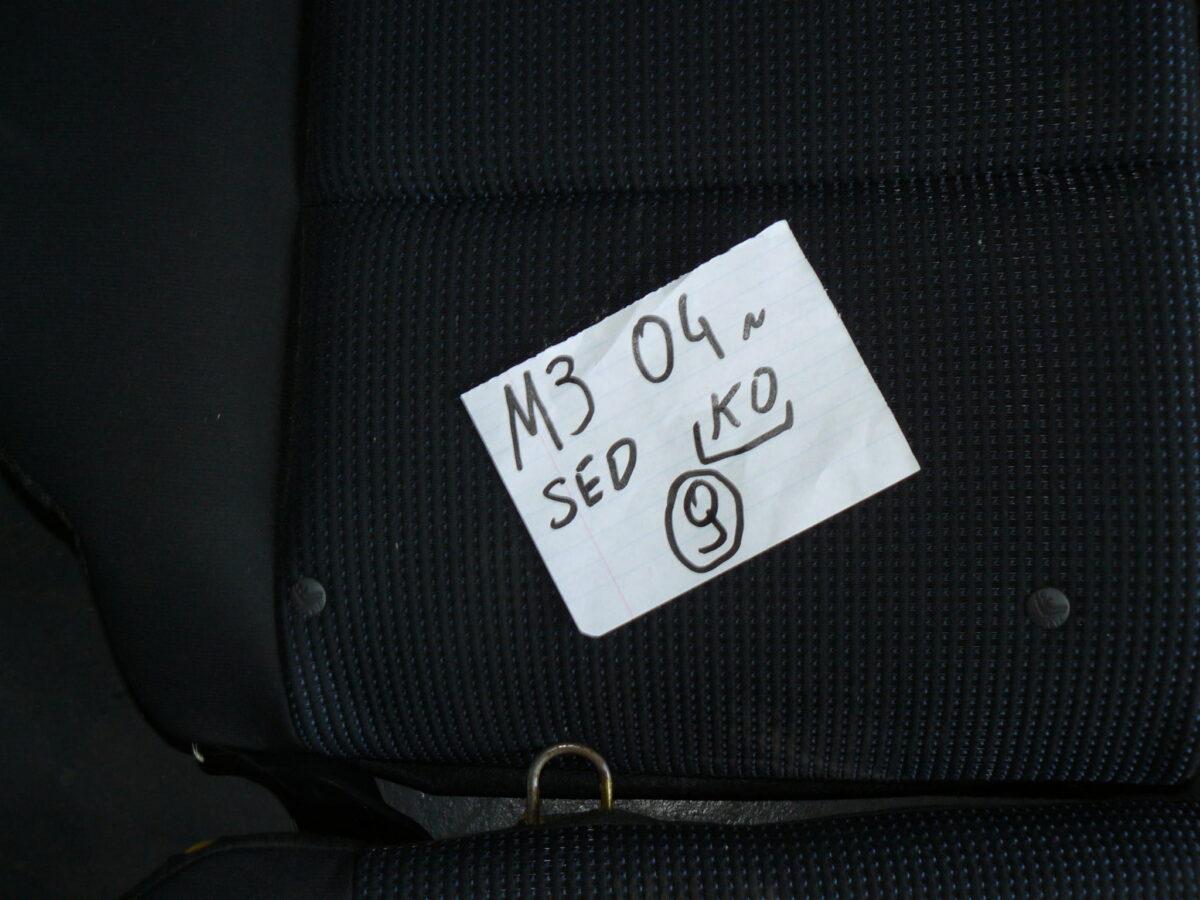 M3 04~
SED KO
9